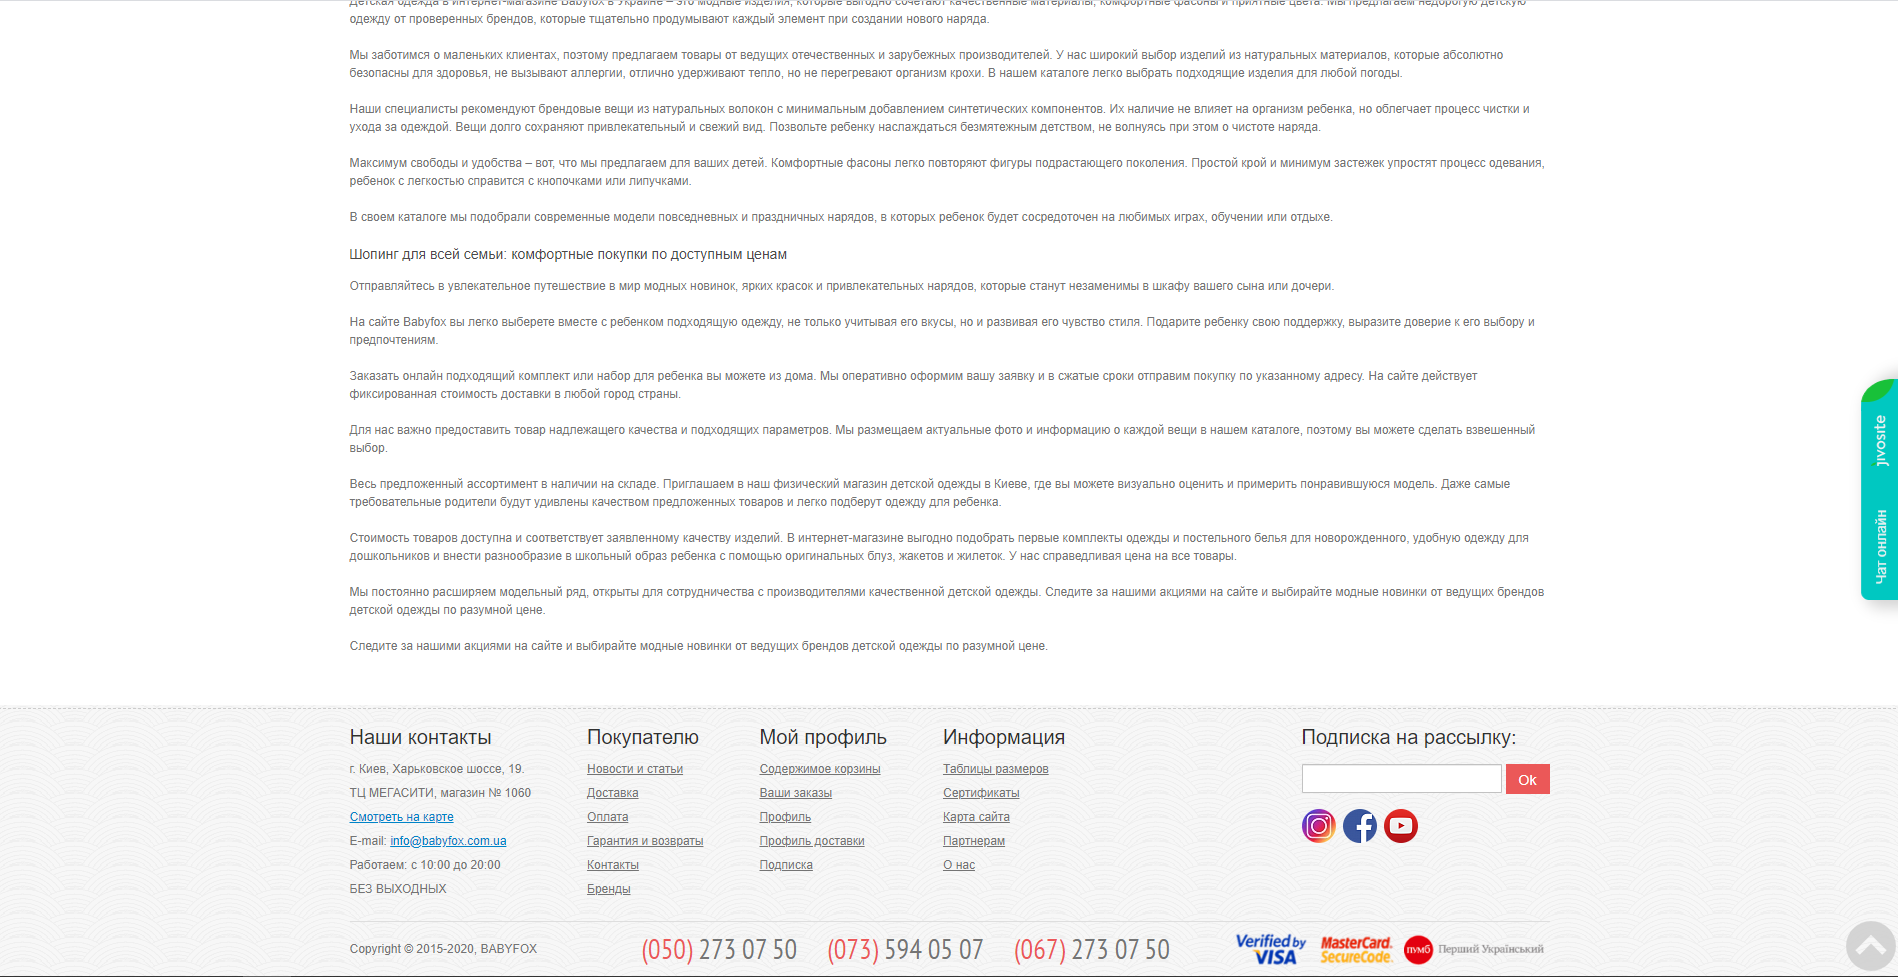 Детская одежда в интернет-магазине Babyfox в Украине – это модные изделия, которые выгодно сочетают качественные материалы, комфортные фасоны и приятные цвета. Мы предлагаем недорогую детскую
одежду от проверенных брендов, которые тщательно продумывают каждый элемент при создании нового наряда.
Мы заботимся о маленьких клиентах, поэтому предлагаем товары от ведущих отечественных и зарубежных производителей. У нас широкий выбор изделий из натуральных материалов, которые абсолютно
безопасны для здоровья, не вызывают аллергии, отлично удерживают тепло, но не перегревают организм крохи. В нашем каталоге легко выбрать подходящие изделия для любой погоды.
Наши специалисты рекомендуют брендовые вещи из натуральных волокон с минимальным добавлением синтетических компонентов. Их наличие не влияет на организм ребенка, но облегчает процесс чистки и
ухода за одеждой. Вещи долго сохраняют привлекательный и свежий вид. Позвольте ребенку наслаждаться безмятежным детством, не волнуясь при этом о чистоте наряда.
Максимум свободы и удобства – вот, что мы предлагаем для ваших детей. Комфортные фасоны легко повторяют фигуры подрастающего поколения. Простой крой и минимум застежек упростят процесс одевания,
ребенок с легкостью справится с кнопочками или липучками.
В своем каталоге мы подобрали современные модели повседневных и праздничных нарядов, в которых ребенок будет сосредоточен на любимых играх, обучении или отдыхе.
Шопинг для всей семьи: комфортные покупки по доступным ценам
Отправляйтесь в увлекательное путешествие в мир модных новинок, ярких красок и привлекательных нарядов, которые станут незаменимы в шкафу вашего сына или дочери.
На сайте Babyfox вы легко выберете вместе с ребенком подходящую одежду, не только учитывая его вкусы, но и развивая его чувство стиля. Подарите ребенку свою поддержку, выразите доверие к его выбору и
предпочтениям.
Заказать онлайн подходящий комплект или набор для ребенка вы можете из дома. Мы оперативно оформим вашу заявку и в сжатые сроки отправим покупку по указанному адресу. На сайте действует
фиксированная стоимость доставки в любой город страны.
Для нас важно предоставить товар надлежащего качества и подходящих параметров. Мы размещаем актуальные фото и информацию о каждой вещи в нашем каталоге, поэтому вы можете сделать взвешенный
выбор.
Весь предложенный ассортимент в наличии на складе. Приглашаем в наш физический магазин детской одежды в Киеве, где вы можете визуально оценить и примерить понравившуюся модель. Даже самые
требовательные родители будут удивлены качеством предложенных товаров и легко подберут одежду для ребенка.
Стоимость товаров доступна и соответствует заявленному качеству изделий. В интернет-магазине выгодно подобрать первые комплекты одежды и постельного белья для новорожденного, удобную одежду для
дошкольников и внести разнообразие в школьный образ ребенка с помощью оригинальных блуз, жакетов и жилеток. У нас справедливая цена на все товары.
Мы постоянно расширяем модельный ряд, открыты для сотрудничества с производителями качественной детской одежды. Следите за нашими акциями на сайте и выбирайте модные новинки от ведущих брендов
детской одежды по разумной цене.
Следите за нашими акциями на сайте и выбирайте модные новинки от ведущих брендов детской одежды по разумной цене.
jivosite
Чат онлайн
Наши контакты
г. Киев, Харьковское шоссе, 19.
ТЦ МЕГАСИТИ, магазин № 1060
Смотреть на карте
E-mail: info@babyfox.com.ua
Работаем: с 10:00 до 20:00
БЕЗ ВЫХОДНЫХ
Покупателю
Новости и статьи
Доставка
Оплата
Гарантия и возвраты
Контакты
Бренды
Мой профиль
Содержимое корзины
Ваши заказы
Профиль
Профиль доставки
Подписка
Информация
Таблицы размеров
Сертификаты
Карта сайта
Партнерам
О нас
Подписка на рассылку:
Ok
Copyright © 2015-2020, BABYFOX
(050) 273 07 50
(073) 594 05 07
(067) 273 07 50
Verified by
VISA
MasterCard.
SecureCode.
пумб
Перший Український